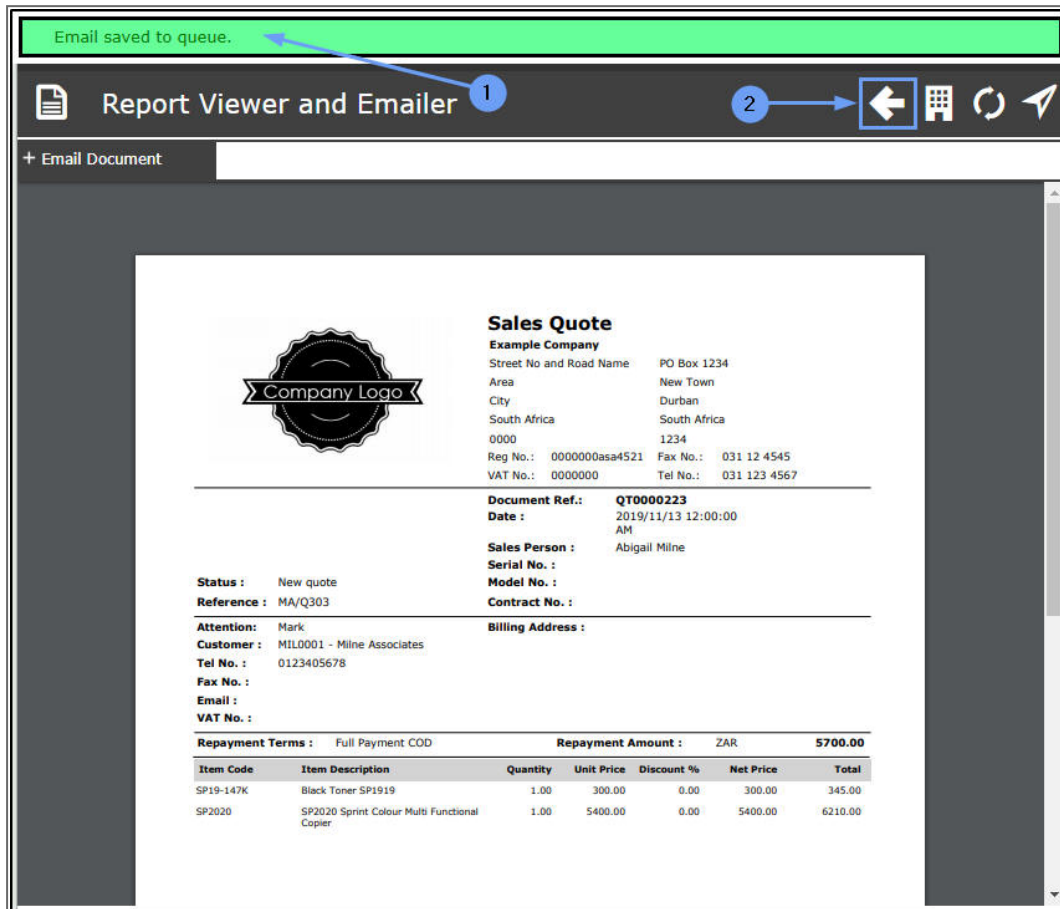 Email saved to queue.
1
Report Viewer and Emailer
2
+ Email Document
Company Logo
Sales Quote
Example Company
Street No and Road Name PO Box 1234
Area New Town
City Durban
South Africa South Africa
0000 1234
Reg No.: 0000000asa4521 Fax No.: 031 12 4545
VAT No.: 0000000 Tel No.: 031 123 4567
Document Ref.: QT0000223
Date : 2019/11/13 12:00:00
AM
Sales Person : Abigail Milne
Serial No. :
Status : New quote Model No. :
Reference : MA/Q303 Contract No. :
Attention: Mark Billing Address :
Customer : MIL0001 - Milne Associates
Tel No. : 0123405678
Fax No. :
Email :
VAT No. :
Repayment Terms : Full Payment COD Repayment Amount : ZAR 5700.00
Item Code Item Description Quantity Unit Price Discount % Net Price Total
SP19-147K Black Toner SP1919 1.00 300.00 0.00 300.00 345.00
SP2020 SP2020 Sprint Colour Multi Functional 1.00 5400.00 0.00 5400.00 6210.00
Copier